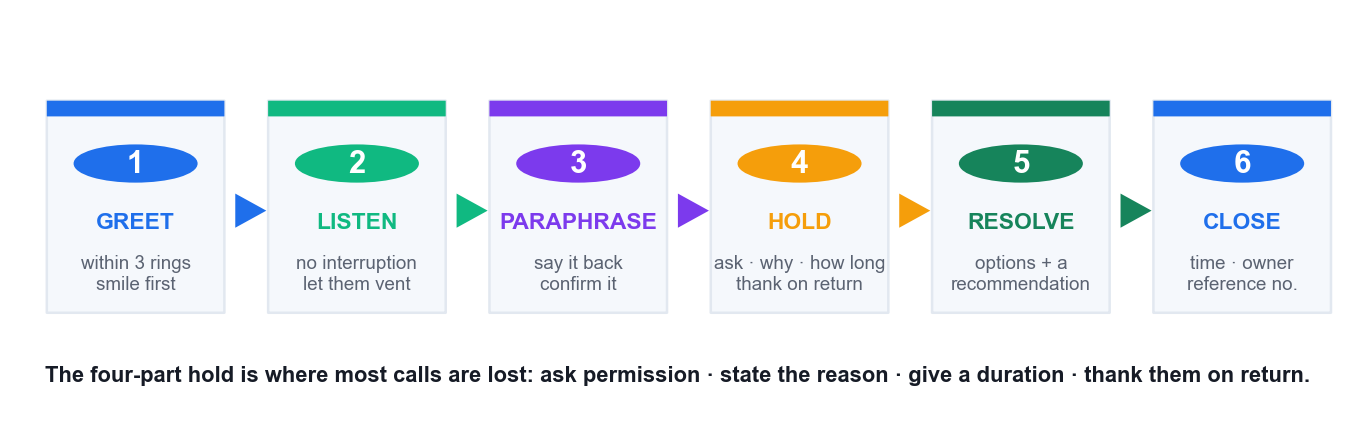 1
GREET
within 3 rings
smile first
2
LISTEN
no interruption
let them vent
3
PARAPHRASE
say it back
confirm it
4
HOLD
ask · why · how long
thank on return
5
RESOLVE
options + a
recommendation
6
CLOSE
time · owner
reference no.
The four-part hold is where most calls are lost: ask permission · state the reason · give a duration · thank them on return.